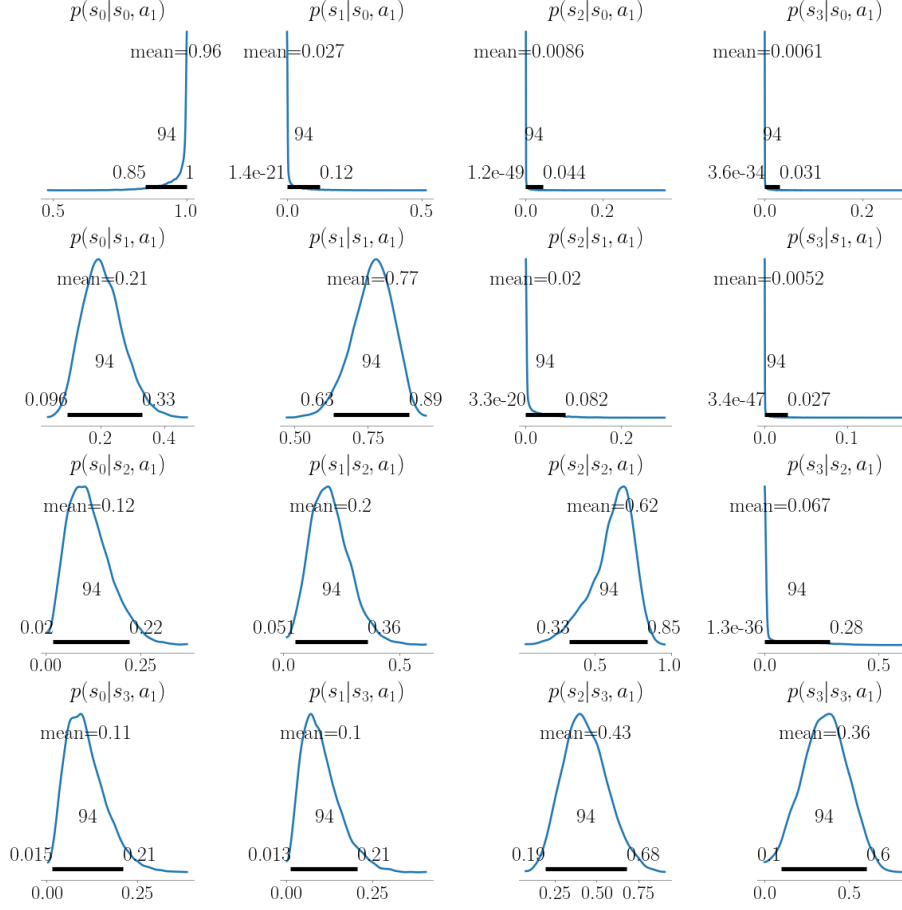 p(s₀|s₀, a₁) p(s₁|s₀, a₁) p(s₂|s₀, a₁) p(s₃|s₀, a₁)
mean=0.96 mean=0.027 mean=0.0086 mean=0.0061
94 94 94 94
0.85 1 1.4e-21 0.12 1.2e-49 0.044 3.6e-34 0.031
0.5 1.0 0.0 0.5 0.0 0.2 0.0 0.2
p(s₀|s₁, a₁) p(s₁|s₁, a₁) p(s₂|s₁, a₁) p(s₃|s₁, a₁)
mean=0.21 mean=0.77 mean=0.02 mean=0.0052
94 94 94 94
0.096 0.33 0.63 0.89 3.3e-20 0.082 3.4e-47 0.027
0.2 0.4 0.50 0.75 0.0 0.2 0.0 0.1
p(s₀|s₂, a₁) p(s₁|s₂, a₁) p(s₂|s₂, a₁) p(s₃|s₂, a₁)
mean=0.12 mean=0.2 mean=0.62 mean=0.067
94 94 94 94
0.02 0.22 0.051 0.36 0.33 0.85 1.3e-36 0.28
0.00 0.25 0.0 0.5 0.5 1.0 0.0 0.5
p(s₀|s₃, a₁) p(s₁|s₃, a₁) p(s₂|s₃, a₁) p(s₃|s₃, a₁)
mean=0.11 mean=0.1 mean=0.43 mean=0.36
94 94 94 94
0.015 0.21 0.013 0.21 0.19 0.68 0.1 0.6
0.00 0.25 0.00 0.25 0.25 0.50 0.75 0.0 0.5